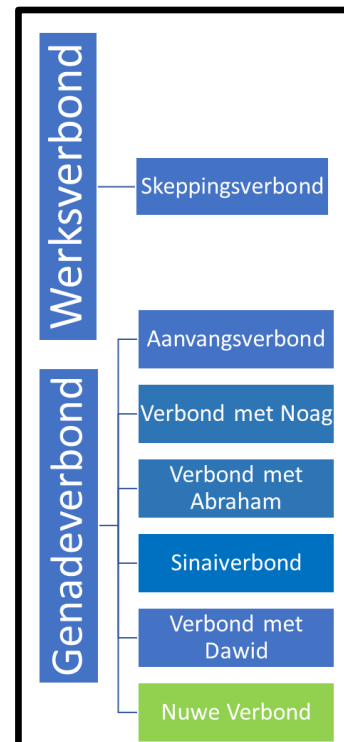 Werksverbond
Skeppingsverbond
Genadeverbond
Aanvangsverbond
Verbond met Noag
Verbond met
Abraham
Sinaiverbond
Verbond met
Dawid
Nuwe Verbond